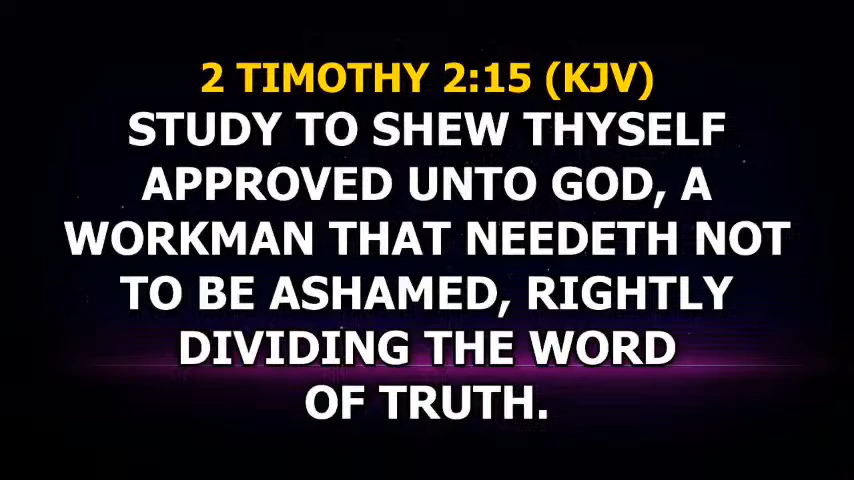 2 TIMOTHY 2:15 (KJV)
STUDY TO SHEW THYSELF
APPROVED UNTO GOD, A
WORKMAN THAT NEEDETH NOT
TO BE ASHAMED, RIGHTLY
DIVIDING THE WORD
OF TRUTH.